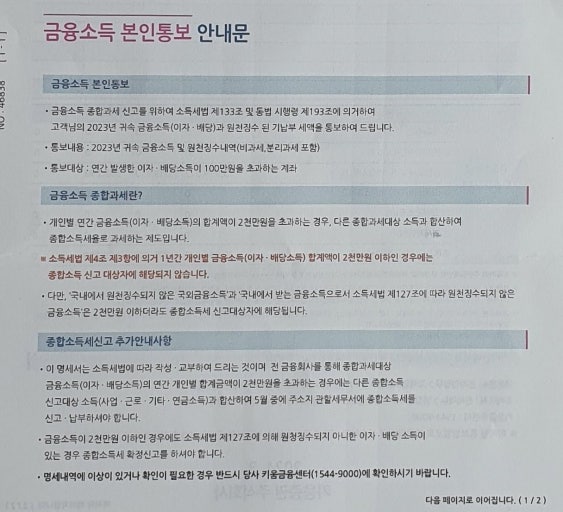 NO : 46838 [ 1 - 1 ]
금융소득 본인통보 안내문
금융소득 본인통보
· 금융소득 종합과세 신고를 위하여 소득세법 제133조 및 동법 시행령 제193조에 의거하여
고객님의 2023년 귀속 금융소득(이자 · 배당)과 원천징수 된 기납부 세액을 통보하여 드립니다.
· 통보내용 : 2023년 귀속 금융소득 및 원천징수내역(비과세,분리과세 포함)
· 통보대상 : 연간 발생한 이자 · 배당소득이 100만원을 초과하는 계좌
금융소득 종합과세란?
· 개인별 연간 금융소득(이자 · 배당소득)의 합계액이 2천만원을 초과하는 경우, 다른 종합과세대상 소득과 합산하여
종합소득세율로 과세하는 제도입니다.
※ 소득세법 제4조 제3항에 의거 1년간 개인별 금융소득(이자 · 배당소득) 합계액이 2천만원 이하인 경우에는
종합소득 신고 대상자에 해당되지 않습니다.
· 다만, '국내에서 원천징수되지 않은 국외금융소득'과 '국내에서 받는 금융소득으로서 소득세법 제127조에 따라 원천징수되지 않은
금융소득'은 2천만원 이하더라도 종합소득세 신고대상자에 해당됩니다.
종합소득세신고 추가안내사항
· 이 명세서는 소득세법에 따라 작성 · 교부하여 드리는 것이며 전 금융회사를 통해 종합과세대상
금융소득(이자 · 배당소득)의 연간 개인별 합계금액이 2천만원을 초과하는 경우에는 다른 종합소득
신고대상 소득(사업 · 근로 · 기타 · 연금소득)과 합산하여 5월 중에 주소지 관할세무서에 종합소득세를
신고 · 납부하셔야 합니다.
· 금융소득이 2천만원 이하인 경우에도 소득세법 제127조에 의해 원청징수되지 아니한 이자 · 배당 소득이
있는 경우 종합소득세 확정신고를 하셔야 합니다.
· 명세내역에 이상이 있거나 확인이 필요한 경우 반드시 당사 키움금융센터(1544-9000)에 확인하시기 바랍니다.
다음 페이지로 이어집니다. ( 1 / 2 )